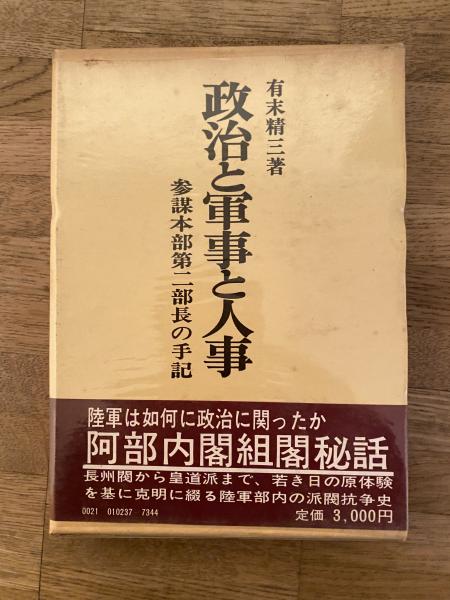 有末精三著
政治と軍事と人事
参謀本部第二部長の手記
陸軍は如何に政治に関ったか
阿部内閣組閣秘話
長州閥から皇道派まで、若き日の原体験
を基に克明に綴る陸軍部内の派閥抗争史
0021 010237 7344
定価 3,000円